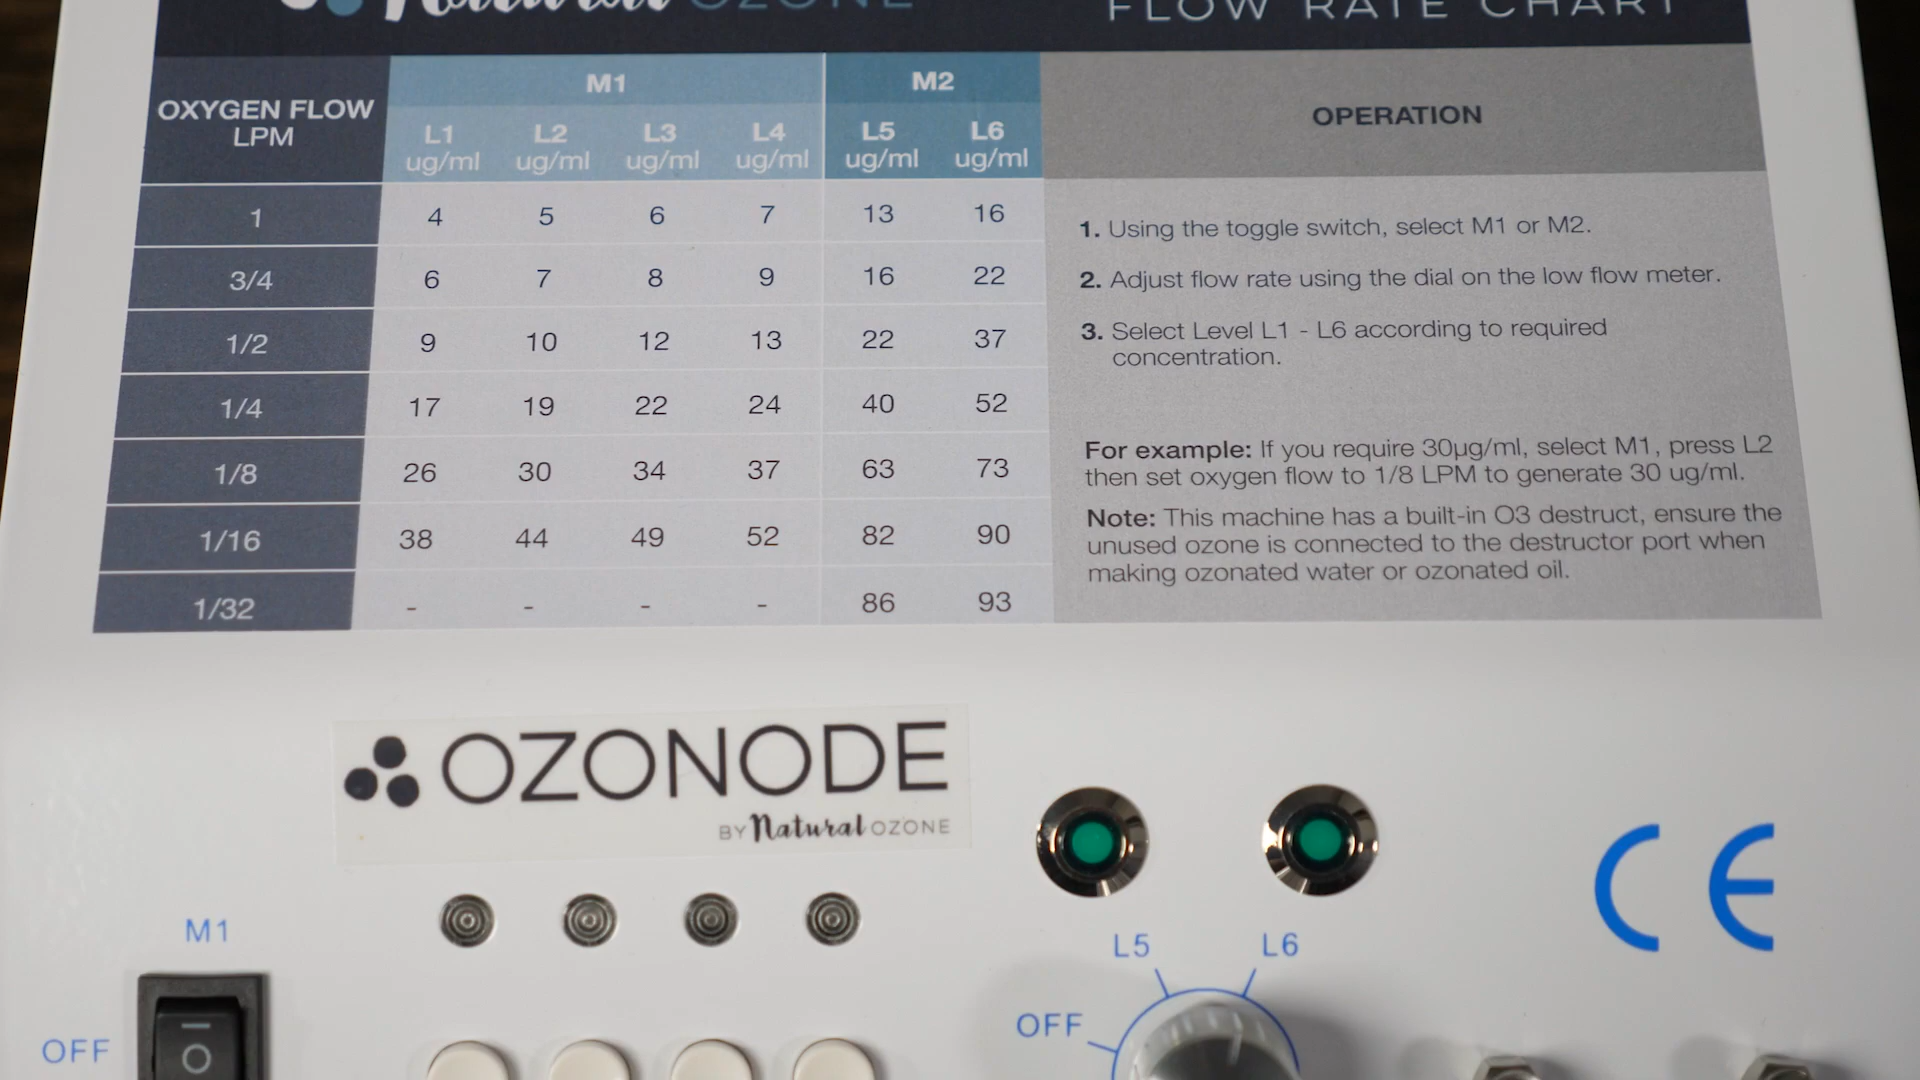 Natural OZONE FLOW RATE CHART
OXYGEN FLOW
LPM
M1 M2
L1 L2 L3 L4 L5 L6
ug/ml ug/ml ug/ml ug/ml ug/ml ug/ml
1 4 5 6 7 13 16
3/4 6 7 8 9 16 22
1/2 9 10 12 13 22 37
1/4 17 19 22 24 40 52
1/8 26 30 34 37 63 73
1/16 38 44 49 52 82 90
1/32 - - - - 86 93
OPERATION
1. Using the toggle switch, select M1 or M2.
2. Adjust flow rate using the dial on the low flow meter.
3. Select Level L1 - L6 according to required
concentration.
For example: If you require 30µg/ml, select M1, press L2
then set oxygen flow to 1/8 LPM to generate 30 ug/ml.
Note: This machine has a built-in O3 destruct, ensure the
unused ozone is connected to the destructor port when
making ozonated water or ozonated oil.
OZONODE
BY Natural OZONE
M1
OFF
L5 L6
OFF
CE